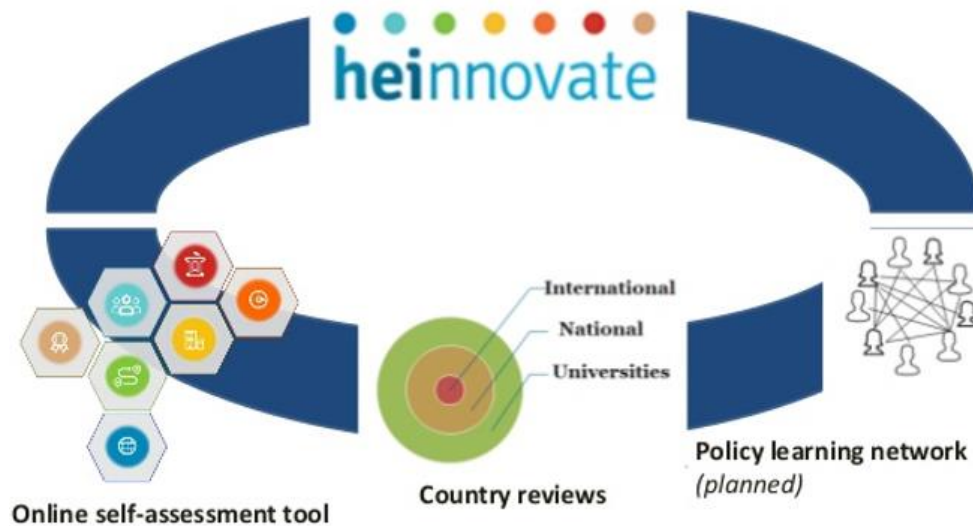 heinnovate
International
National
Universities
Policy learning network
(planned)
Country reviews
Online self-assessment tool